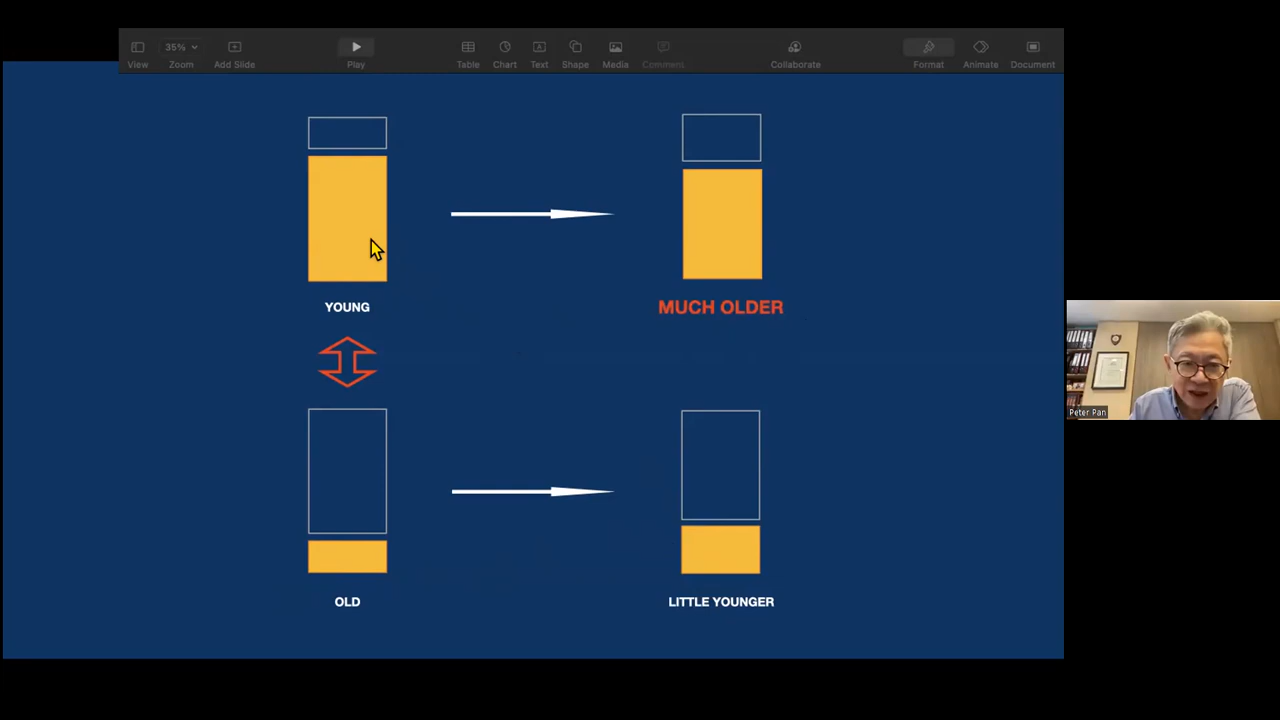 35%
View
Zoom
Add Slide
Play
Table
Chart
Text
Shape
Media
Comment
Collaborate
Format
Animate
Document
YOUNG
MUCH OLDER
Peter Pan
OLD
LITTLE YOUNGER